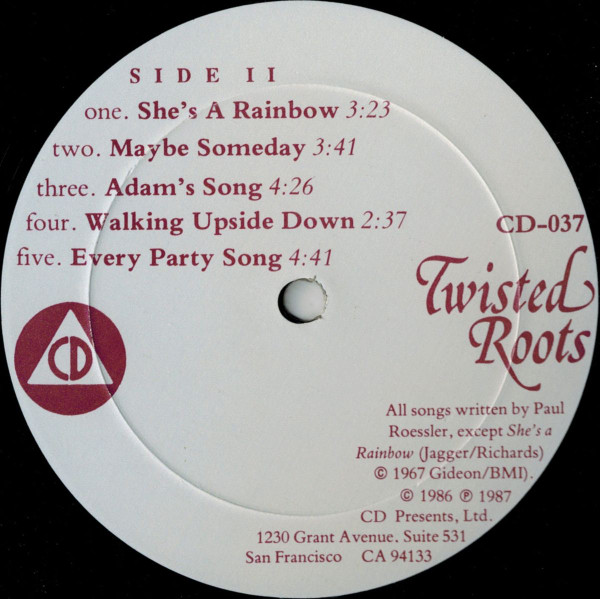 SIDE II
one. She's A Rainbow 3:23
two. Maybe Someday 3:41
three. Adam's Song 4:26
four. Walking Upside Down 2:37
five. Every Party Song 4:41
CD-037
Twisted
Roots
CD
All songs written by Paul
Roessler, except She's a
Rainbow (Jagger/Richards)
© 1967 Gideon/BMI).
© 1986 ℗ 1987
CD Presents, Ltd.
1230 Grant Avenue. Suite 531
San Francisco CA 94133